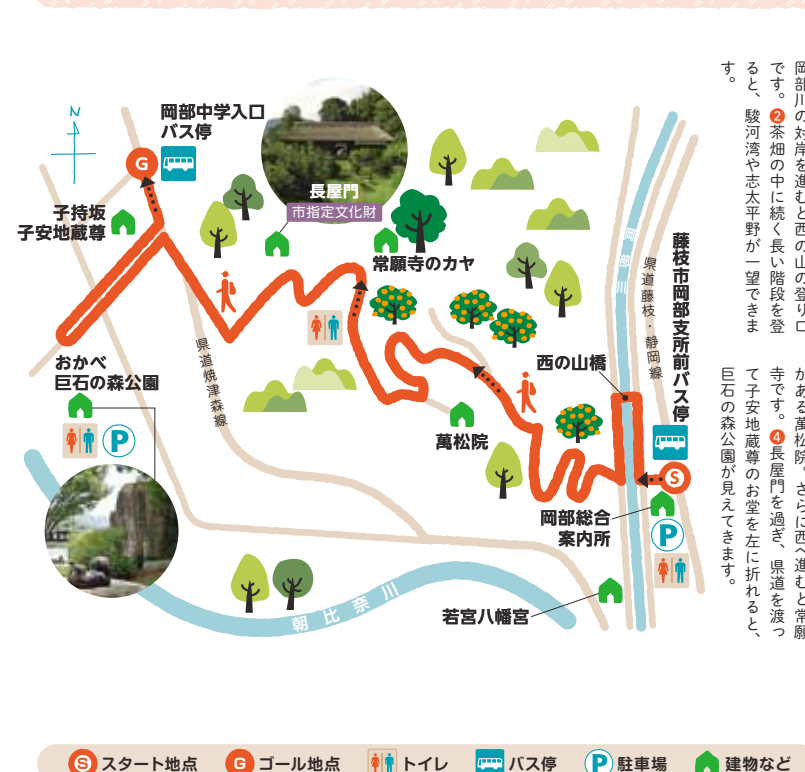 岡部川の対岸を進むと西の山の登り口
です。❷茶畑の中に続く長い階段を登
ると、駿河湾や志太平野が一望できま
す。
がある萬松院。さらに西へ進むと常願
寺です。❹長屋門を過ぎ、県道を渡っ
て子安地蔵尊のお堂を左に折れると、
巨石の森公園が見えてきます。
N
岡部中学入口
バス停
G
長屋門
市指定文化財
子持坂
子安地蔵尊
常願寺のカヤ
岡部川
県道藤枝・静岡線
藤枝市岡部支所前バス停
県道焼津森線
おかべ
巨石の森公園
P
西の山橋
萬松院
S
岡部総合
案内所
P
若宮八幡宮
朝比奈川
S スタート地点
G ゴール地点
トイレ
バス停
P 駐車場
建物など